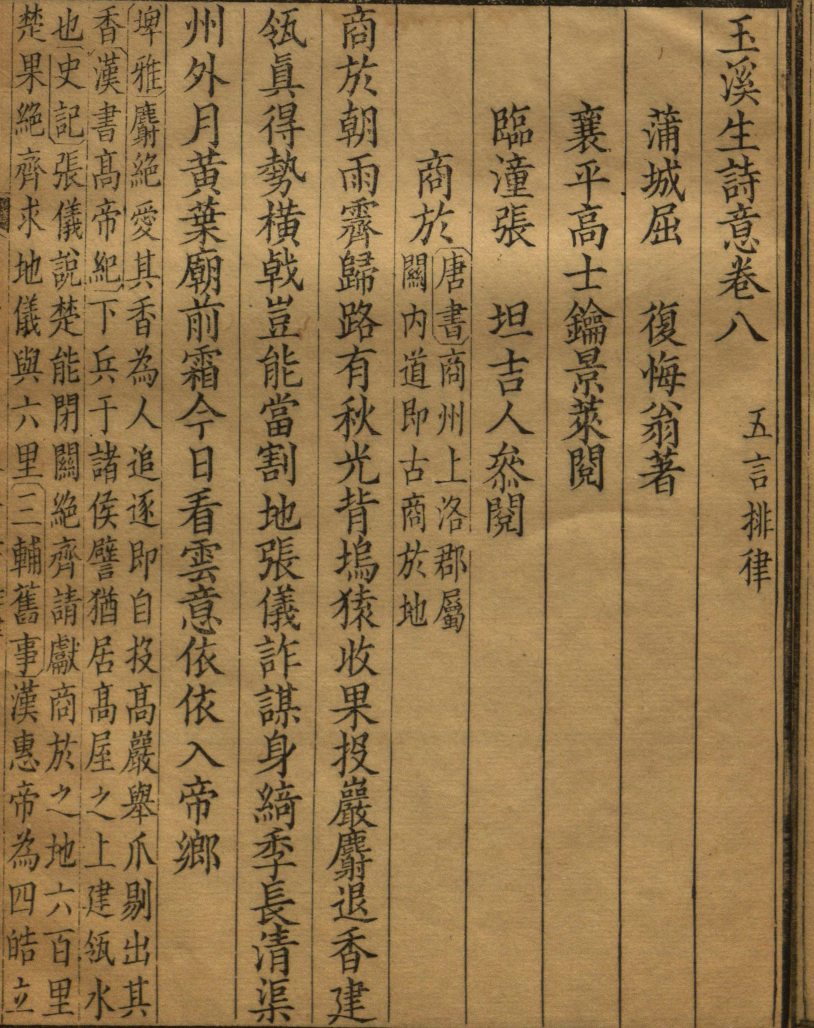 玉溪生詩意卷八　五言排律
蒲城屈　復悔翁著
襄平高士鑰景萊閱
臨潼張　坦吉人叅閱
商於唐書商州上洛郡屬
關内道即古商於地
商於朝雨霽歸路有秋光背塢猿收果投巖麝退香建
瓴眞得勢橫戟豈能當割地張儀詐謀身綺季長清渠
州外月黃葉廟前霜今日看雲意依依入帝鄉
埤雅麝絕愛其香為人追逐即自投髙巖舉爪剔出其
香漢書髙帝紀下兵于諸侯譬猶居髙屋之上建瓴水
也史記張儀說楚能閉關絕齊請獻商於之地六百里
楚果絕齊求地儀與六里三輔舊事漢惠帝為四皓立